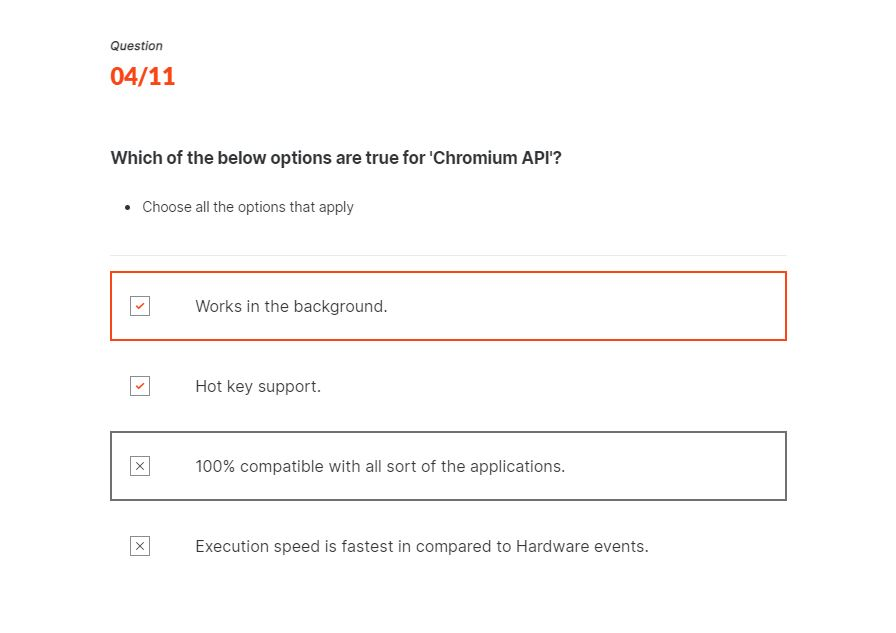 Question
04/11
Which of the below options are true for 'Chromium API'?
• Choose all the options that apply
Works in the background.
Hot key support.
100% compatible with all sort of the applications.
Execution speed is fastest in compared to Hardware events.